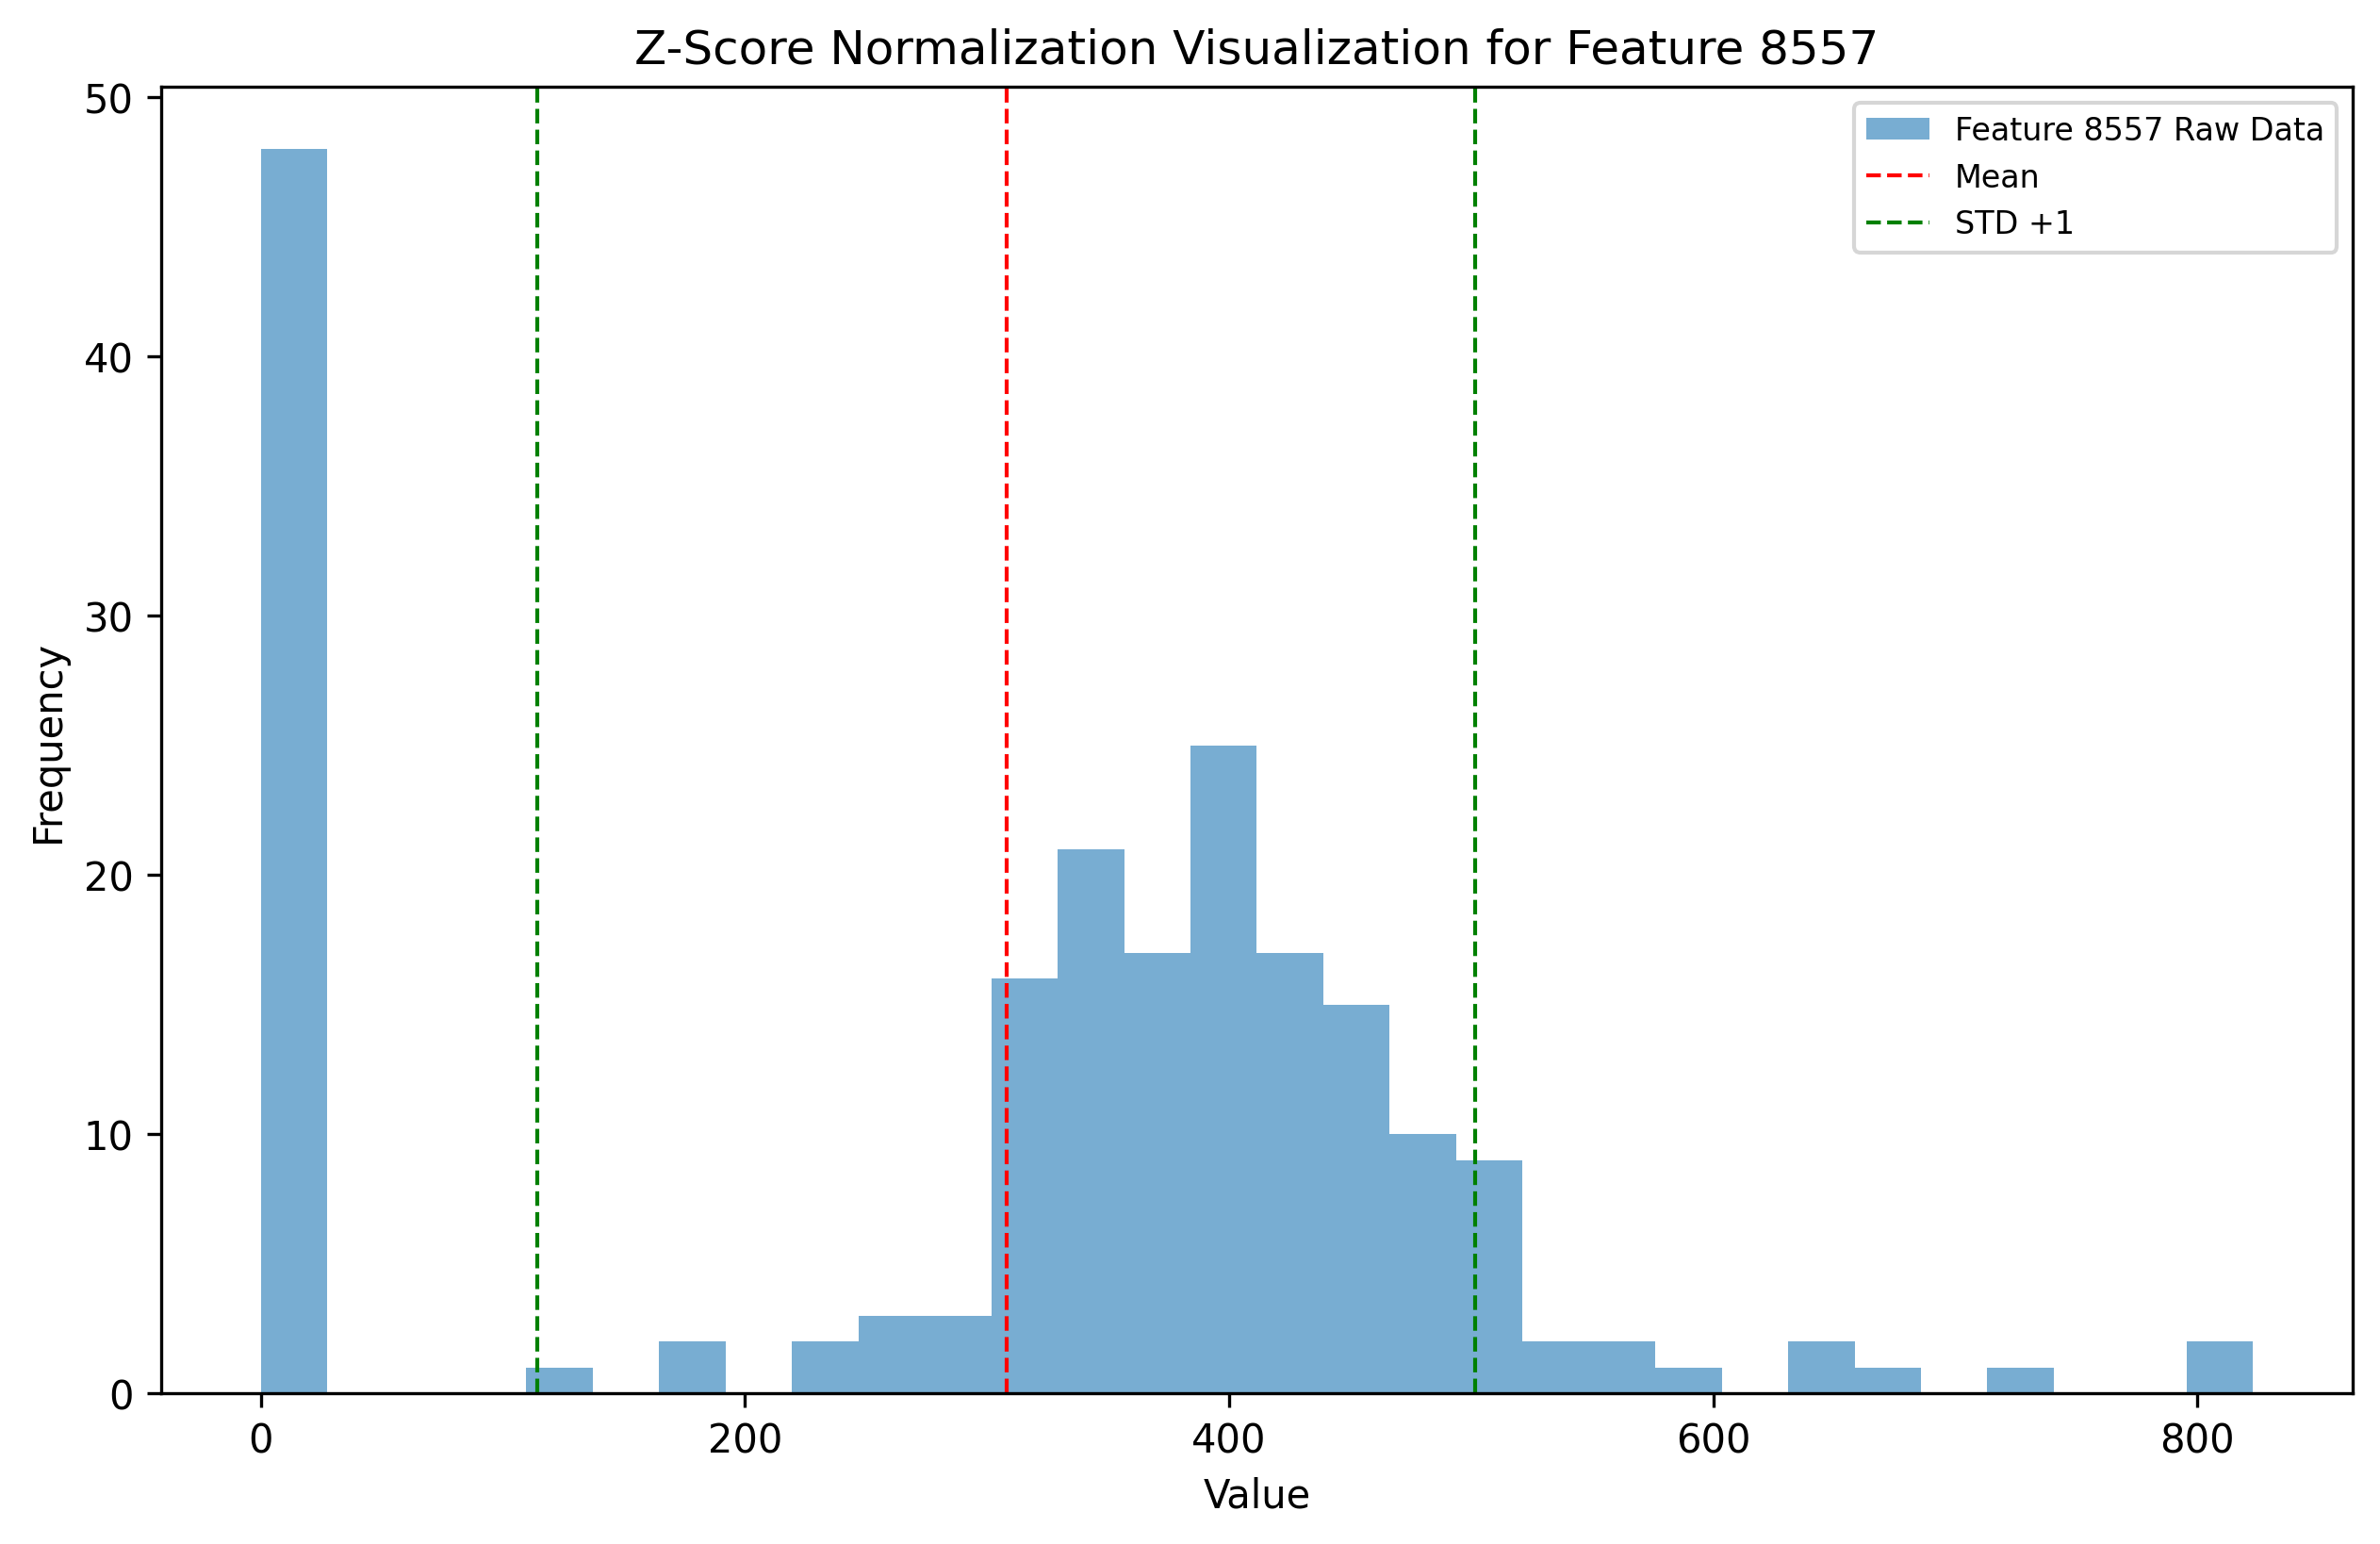 Z-Score Normalization Visualization for Feature 8557
50
40
30
20
10
0
Frequency
Feature 8557 Raw Data
Mean
STD +1
0 200 400 600 800
Value